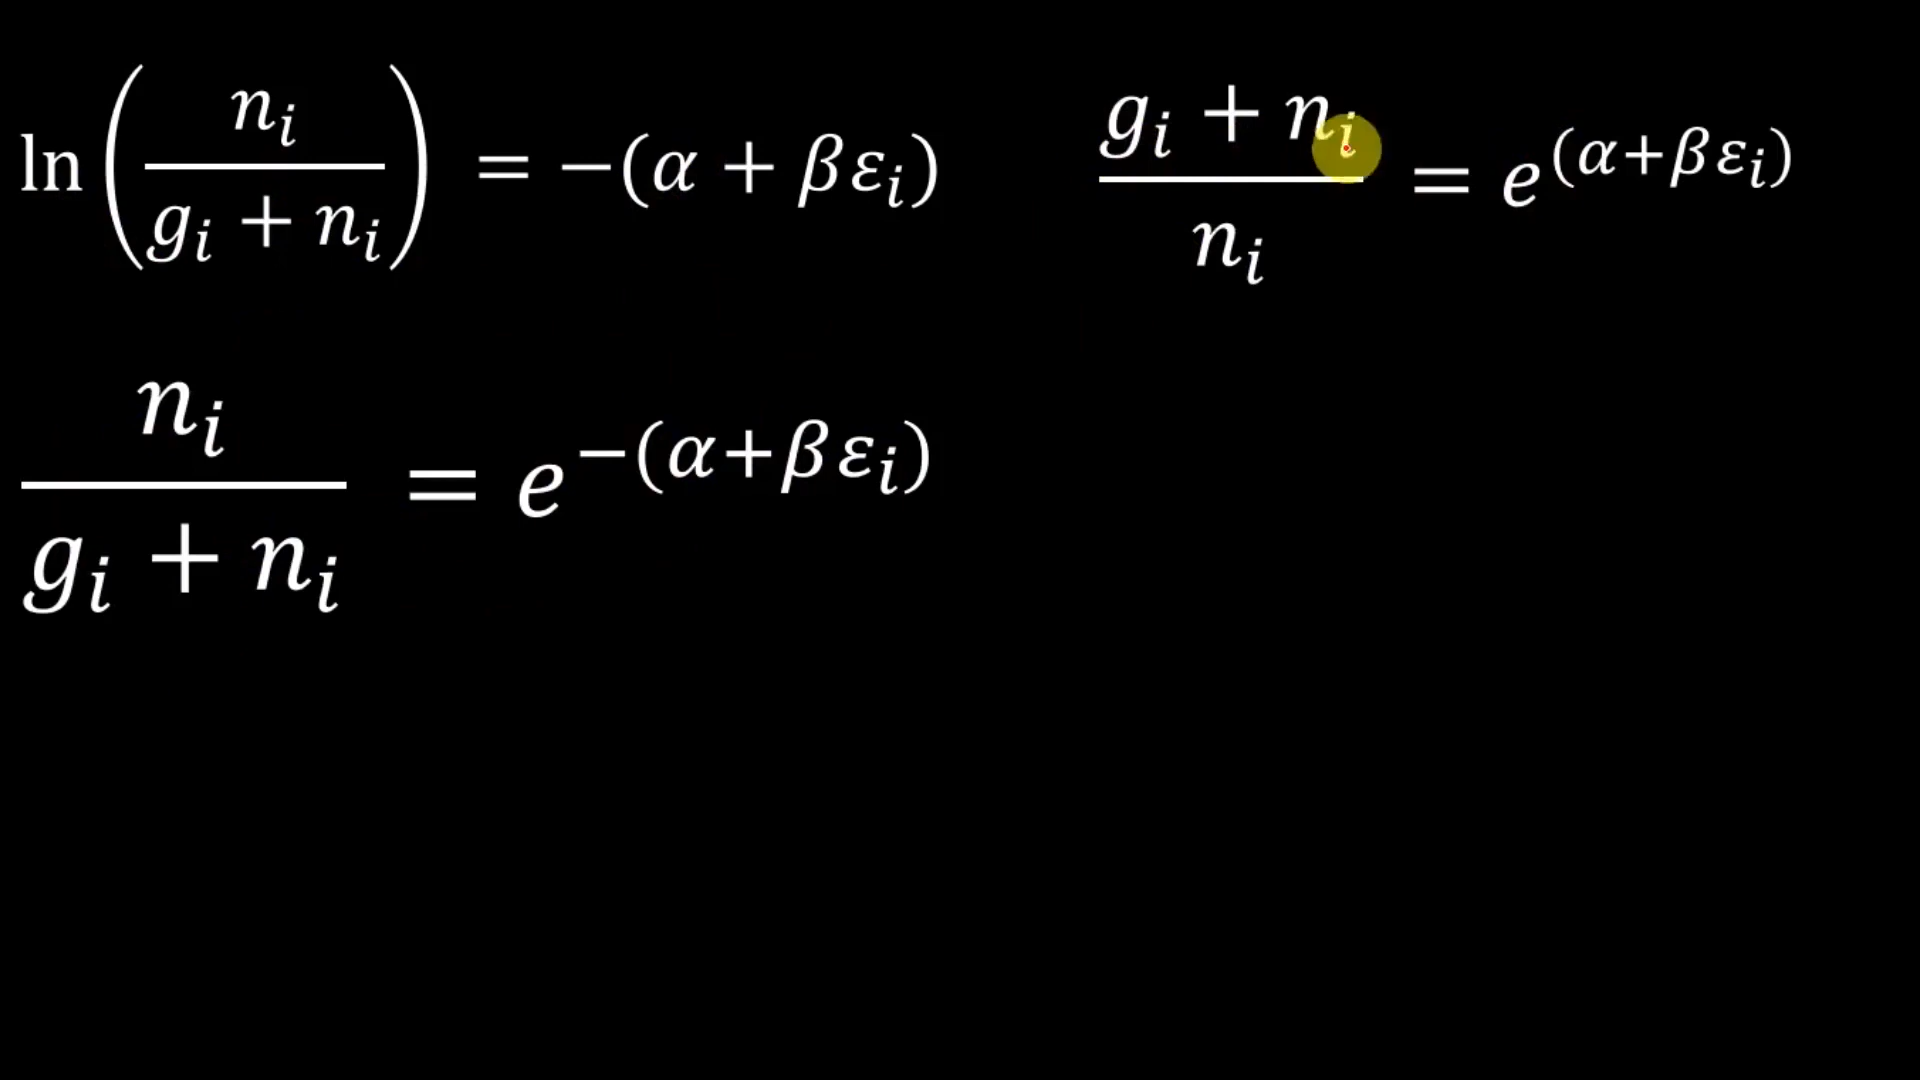 ln(n_i / (g_i + n_i)) = −(α + βε_i)
n_i / (g_i + n_i) = e^{−(α+βε_i)}
(g_i + n_i) / n_i = e^{(α+βε_i)}